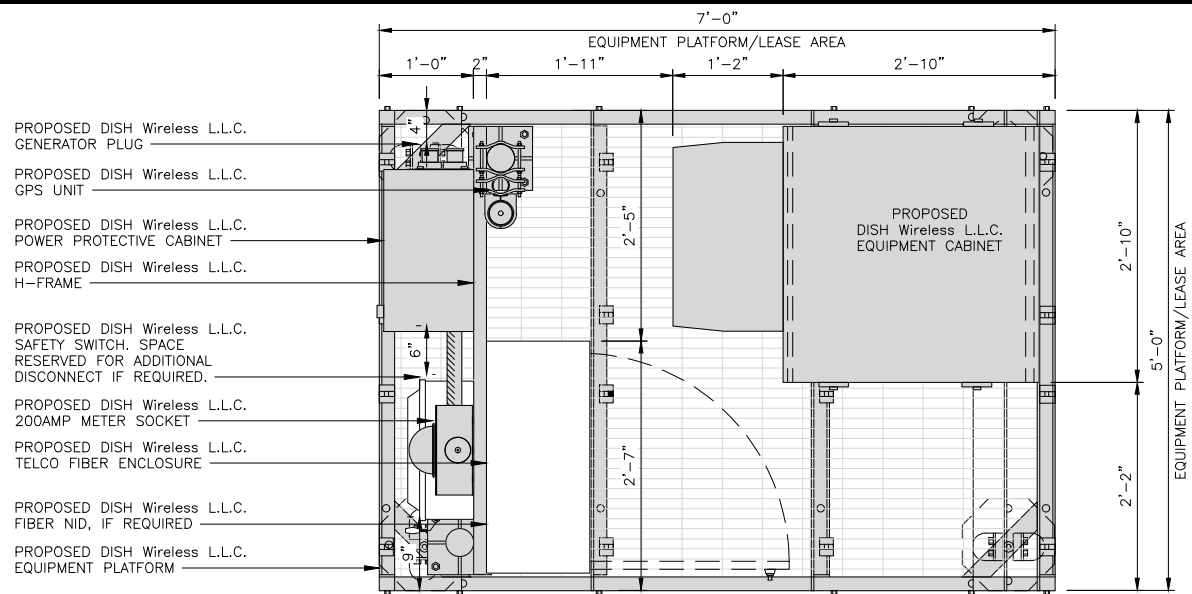 7'-0"
EQUIPMENT PLATFORM/LEASE AREA
1'-0" 2" 1'-11" 1'-2" 2'-10"
PROPOSED DISH Wireless L.L.C.
GENERATOR PLUG
4"
PROPOSED DISH Wireless L.L.C.
GPS UNIT
PROPOSED DISH Wireless L.L.C.
POWER PROTECTIVE CABINET
PROPOSED DISH Wireless L.L.C.
H-FRAME
PROPOSED DISH Wireless L.L.C.
SAFETY SWITCH. SPACE
RESERVED FOR ADDITIONAL
DISCONNECT IF REQUIRED.
6"
PROPOSED DISH Wireless L.L.C.
200AMP METER SOCKET
PROPOSED DISH Wireless L.L.C.
TELCO FIBER ENCLOSURE
PROPOSED DISH Wireless L.L.C.
FIBER NID, IF REQUIRED
PROPOSED DISH Wireless L.L.C.
EQUIPMENT PLATFORM
9"
2'-5"
2'-7"
PROPOSED
DISH Wireless L.L.C.
EQUIPMENT CABINET
2'-10"
2'-2"
5'-0"
EQUIPMENT PLATFORM/LEASE AREA